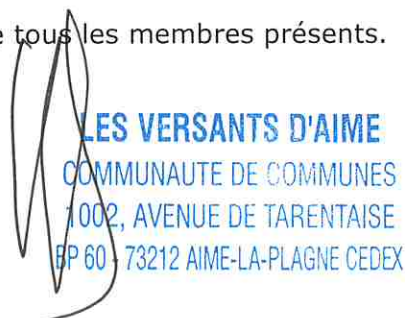 e tous les membres présents.
LES VERSANTS D'AIME
COMMUNAUTE DE COMMUNES
1002, AVENUE DE TARENTAISE
BP 60 - 73212 AIME-LA-PLAGNE CEDEX